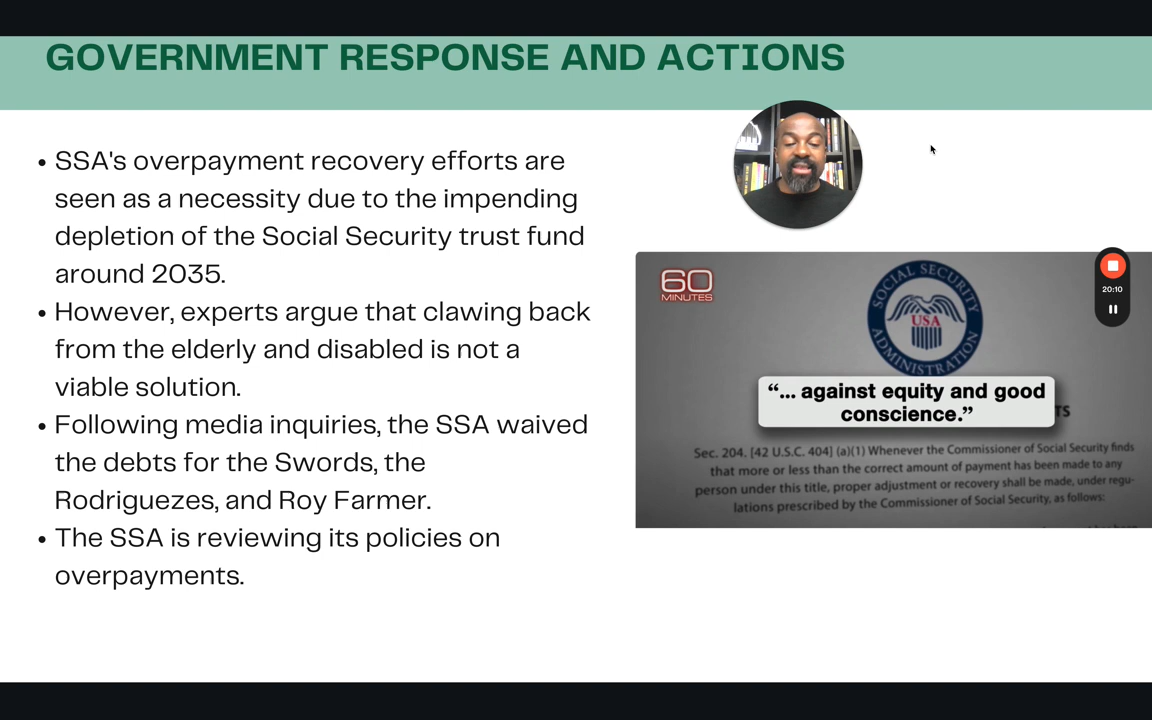 GOVERNMENT RESPONSE AND ACTIONS
• SSA's overpayment recovery efforts are
seen as a necessity due to the impending
depletion of the Social Security trust fund
around 2035.
• However, experts argue that clawing back
from the elderly and disabled is not a
viable solution.
• Following media inquiries, the SSA waived
the debts for the Swords, the
Rodriguezes, and Roy Farmer.
• The SSA is reviewing its policies on
overpayments.
60
MINUTES
SOCIAL SECURITY
USA
ADMINISTRATION
“... against equity and good
conscience.”
TS
Sec. 204. [42 U.S.C. 404] (a)(1) Whenever the Commissioner of Social Security finds
that more or less than the correct amount of payment has been made to any
person under this title, proper adjustment or recovery shall be made, under regu-
lations prescribed by the Commissioner of Social Security, as follows:
20:10